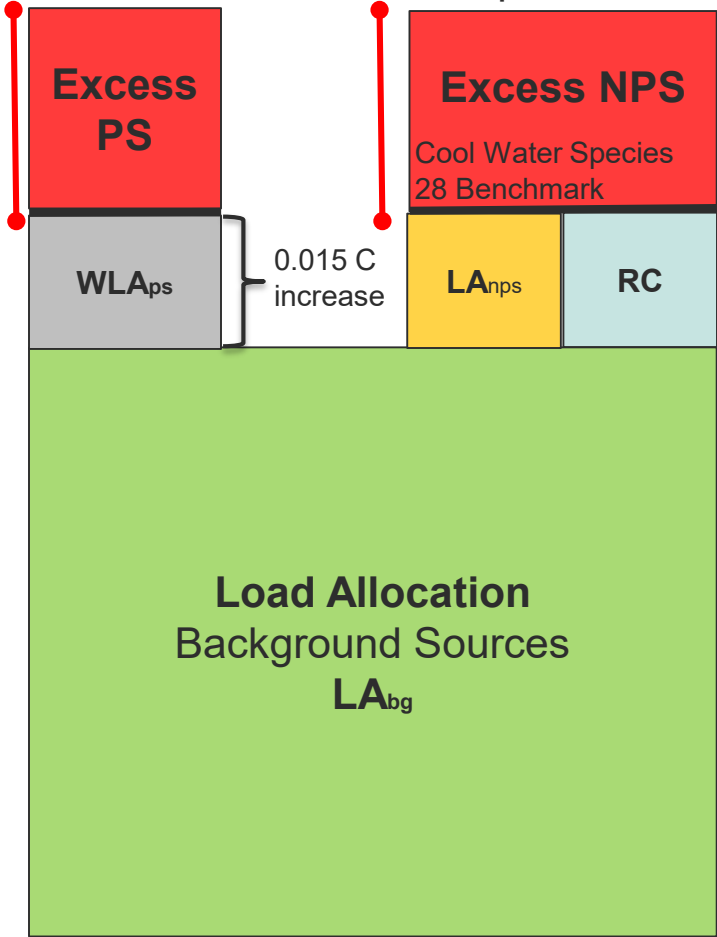 Excess
PS
Excess NPS
Cool Water Species
28 Benchmark
WLAps
0.015 C
increase
LAnps
RC
Load Allocation
Background Sources
LAbg